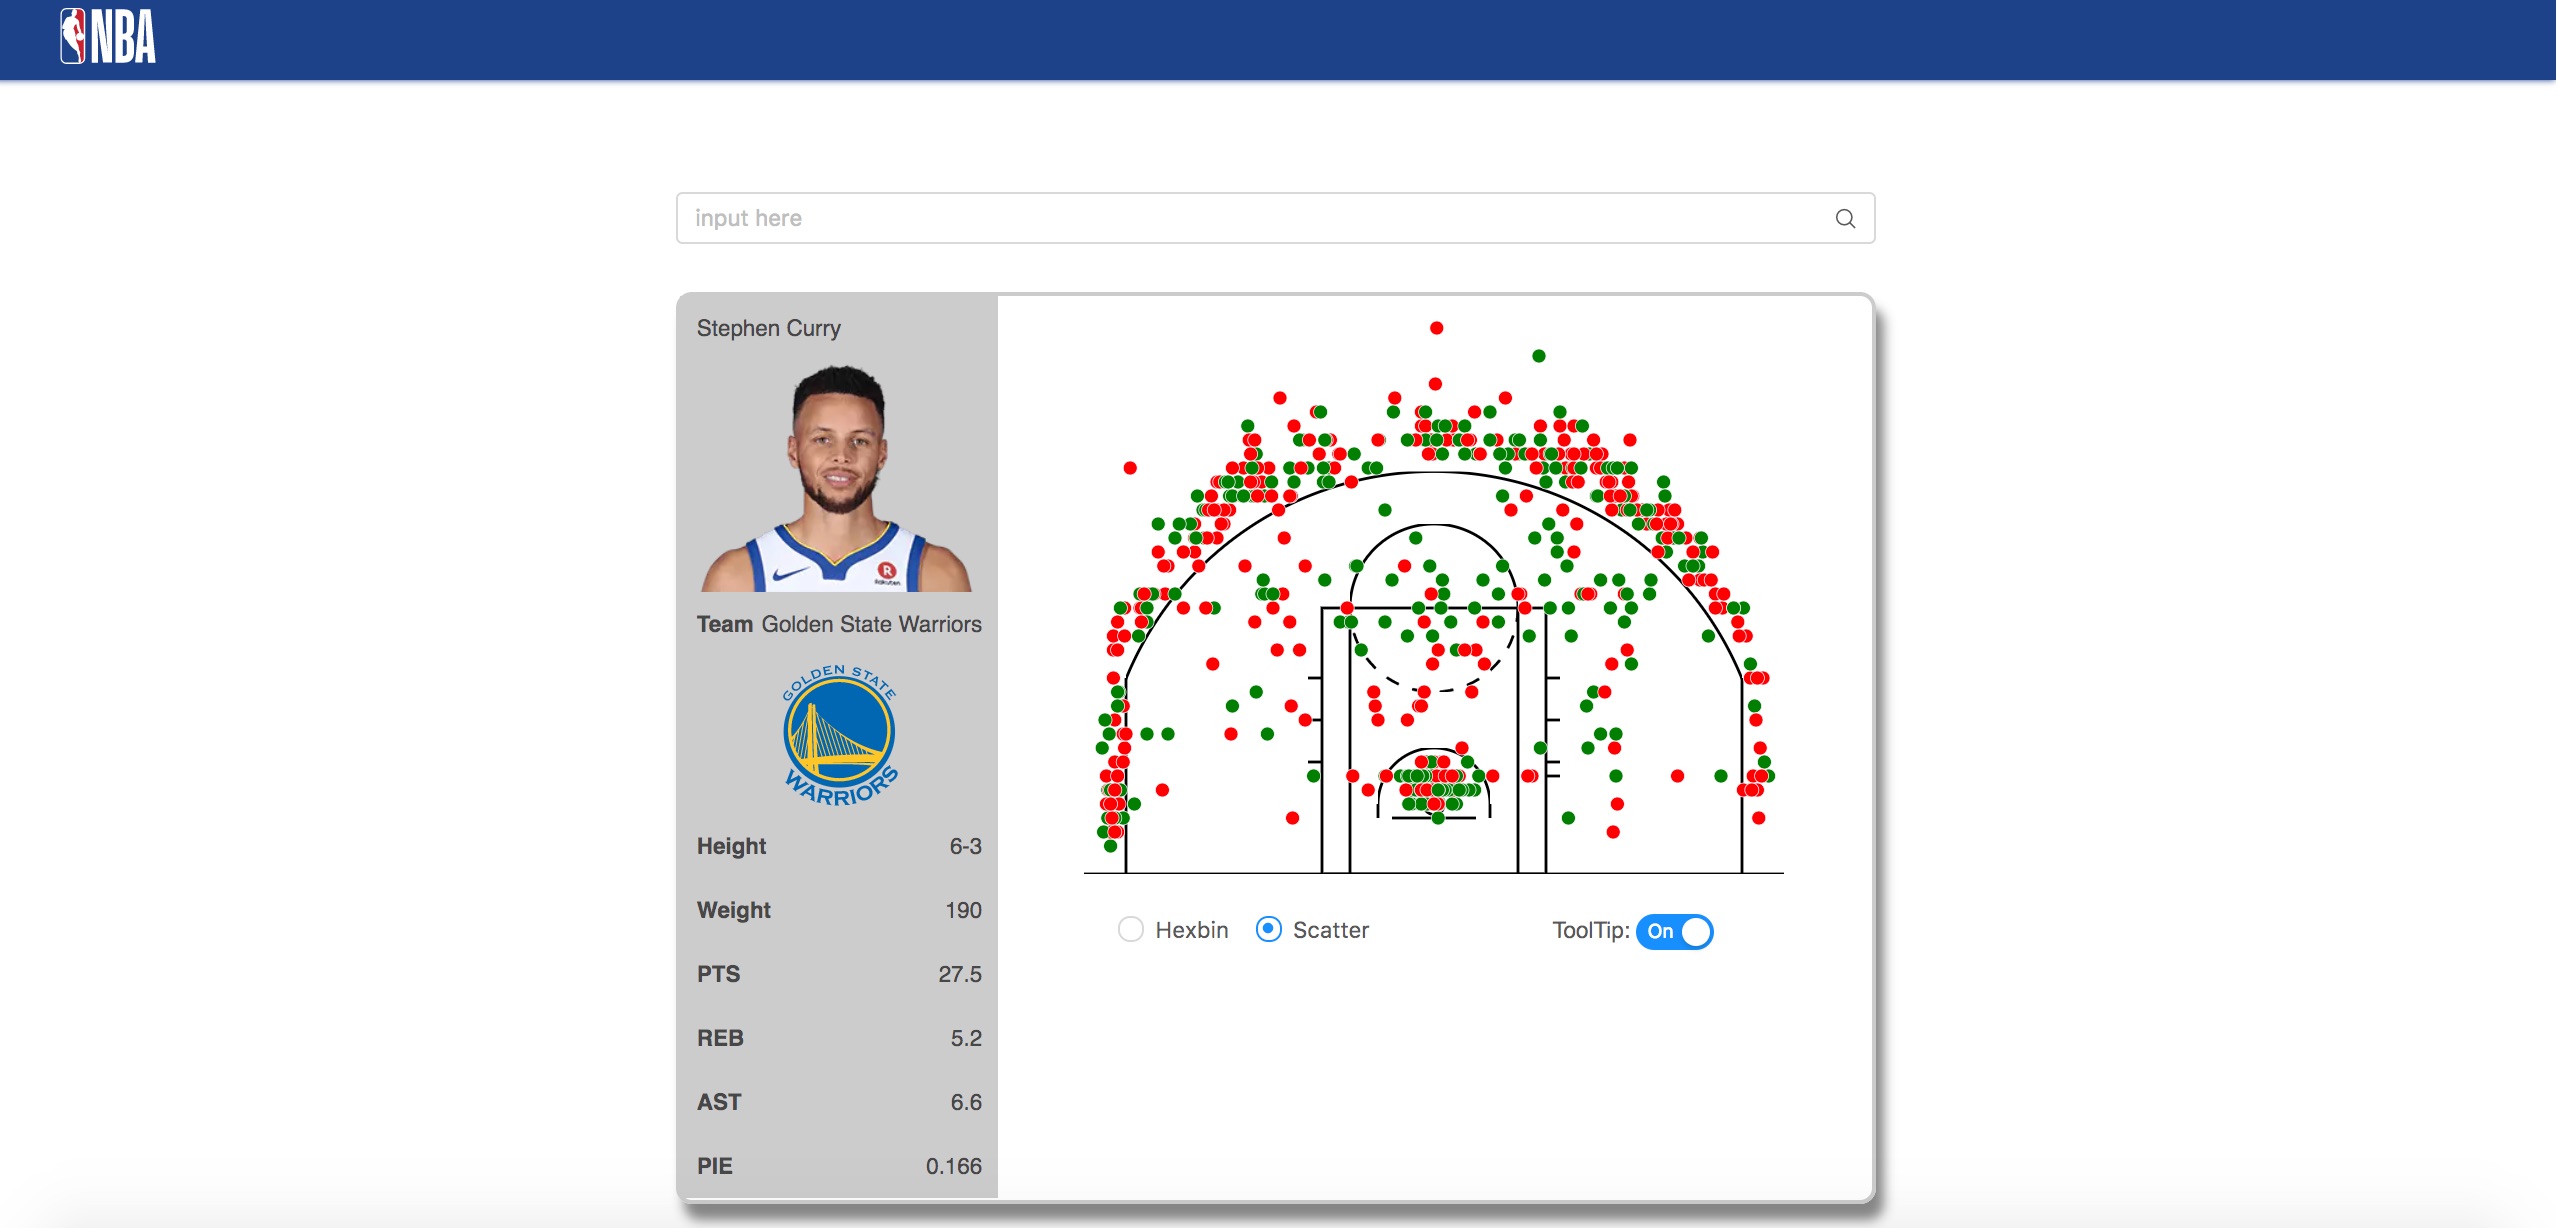 NBA
input here
Stephen Curry
R
Rakuten
Team Golden State Warriors
GOLDEN STATE
WARRIORS
Height 6-3
Weight 190
PTS 27.5
REB 5.2
AST 6.6
PIE 0.166
Hexbin Scatter ToolTip: On